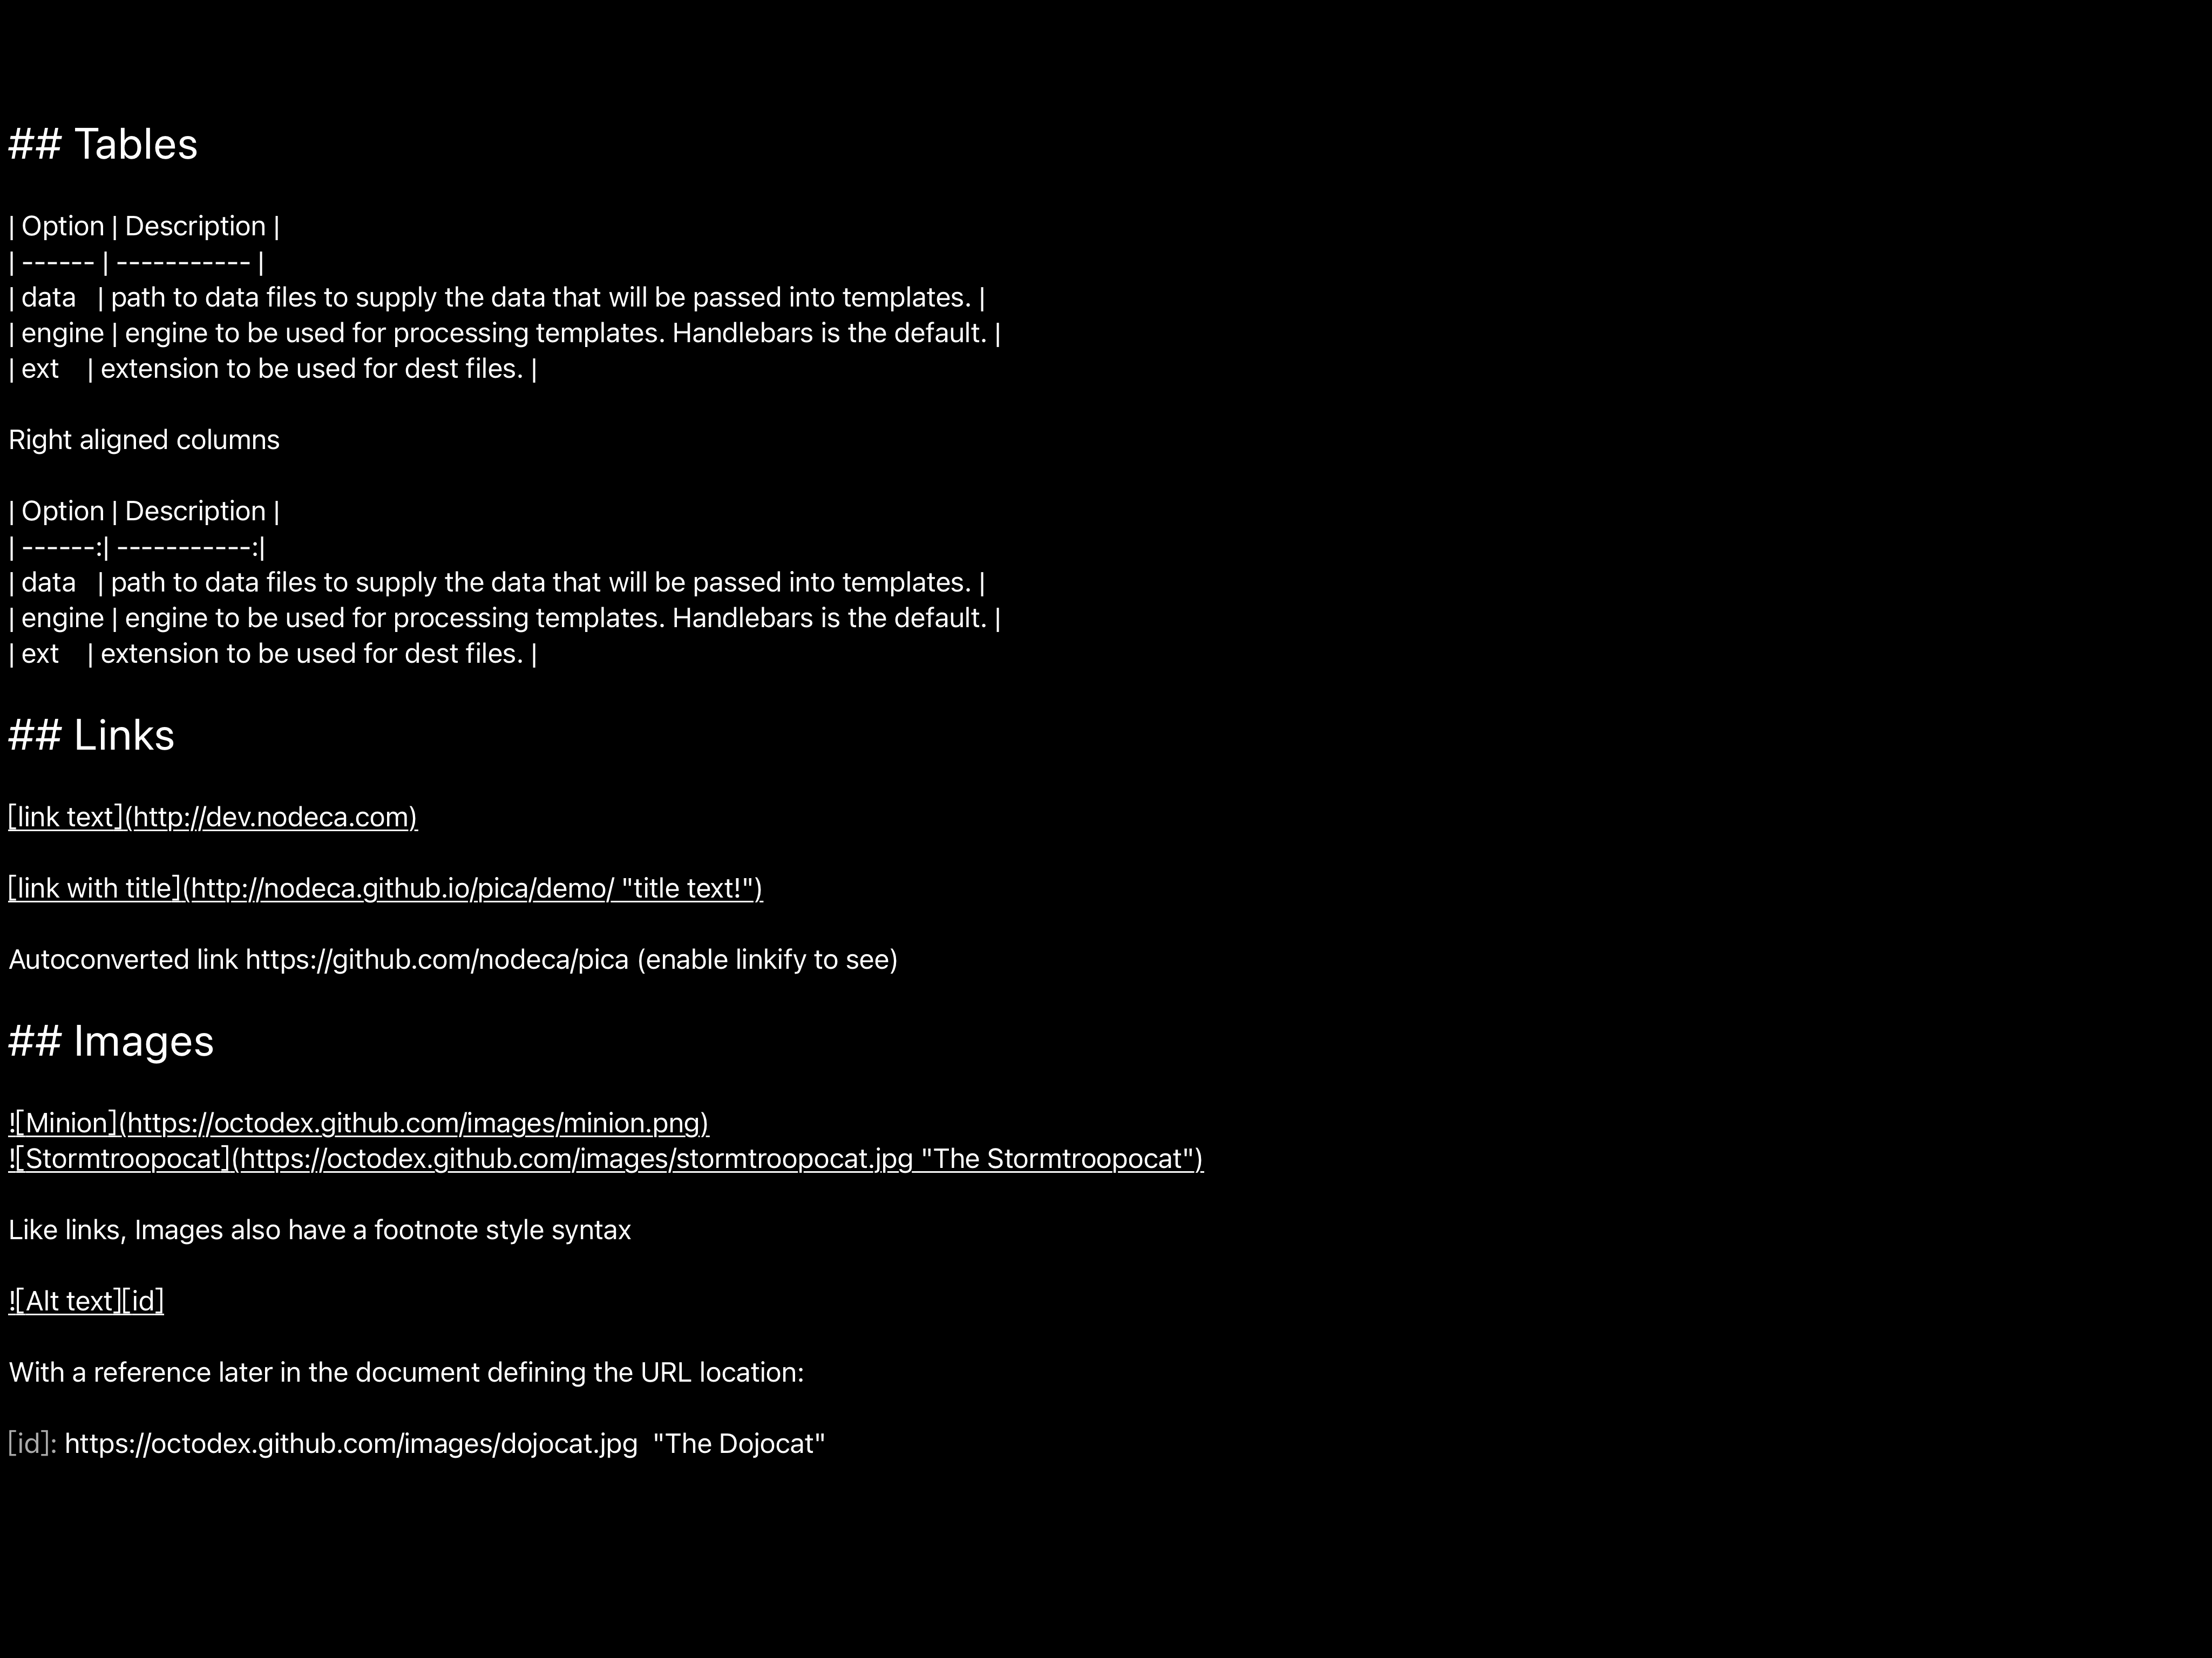 ## Tables
| Option | Description |
| ------ | ----------- |
| data   | path to data files to supply the data that will be passed into templates. |
| engine | engine to be used for processing templates. Handlebars is the default. |
| ext    | extension to be used for dest files. |
Right aligned columns
| Option | Description |
| ------:| -----------:|
| data   | path to data files to supply the data that will be passed into templates. |
| engine | engine to be used for processing templates. Handlebars is the default. |
| ext    | extension to be used for dest files. |
## Links
[link text](http://dev.nodeca.com)
[link with title](http://nodeca.github.io/pica/demo/ "title text!")
Autoconverted link https://github.com/nodeca/pica (enable linkify to see)
## Images
![Minion](https://octodex.github.com/images/minion.png)
![Stormtroopocat](https://octodex.github.com/images/stormtroopocat.jpg "The Stormtroopocat")
Like links, Images also have a footnote style syntax
![Alt text][id]
With a reference later in the document defining the URL location:
[id]: https://octodex.github.com/images/dojocat.jpg  "The Dojocat"